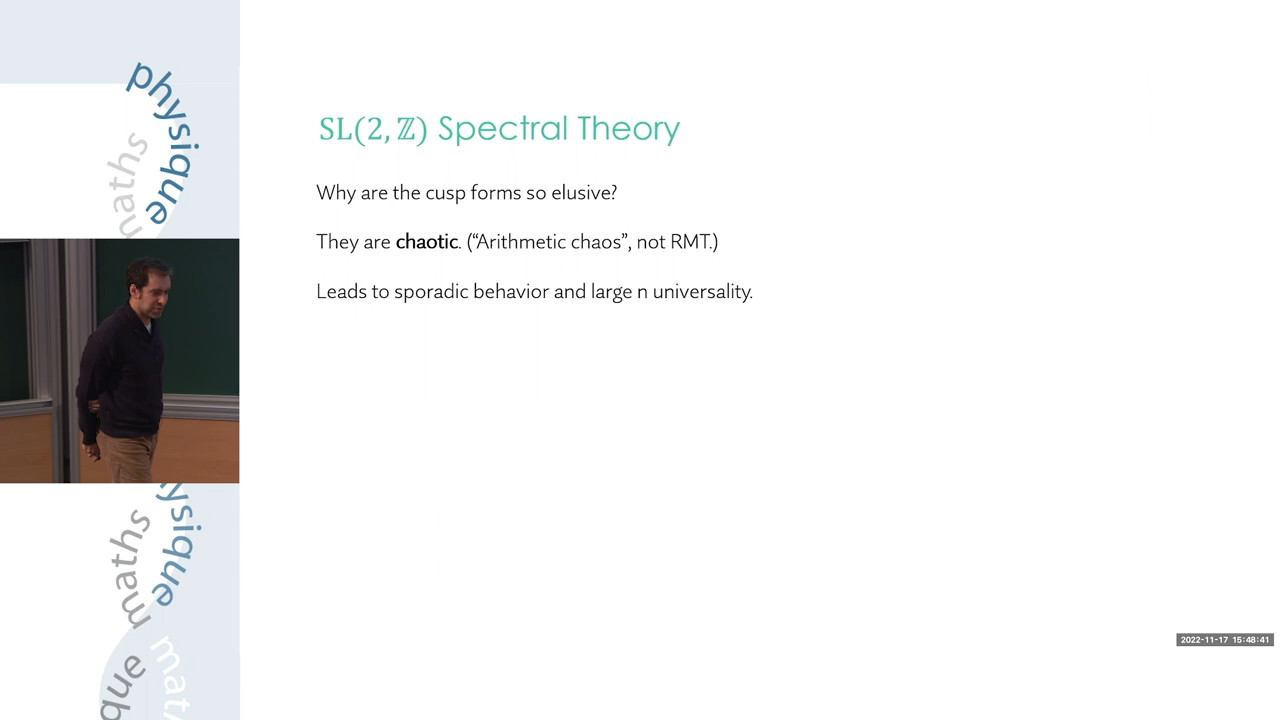 physique
maths
SL(2, ℤ) Spectral Theory
Why are the cusp forms so elusive?
They are chaotic. (“Arithmetic chaos”, not RMT.)
Leads to sporadic behavior and large n universality.
ysique
maths
que
mat
2022-11-17 15:48:41